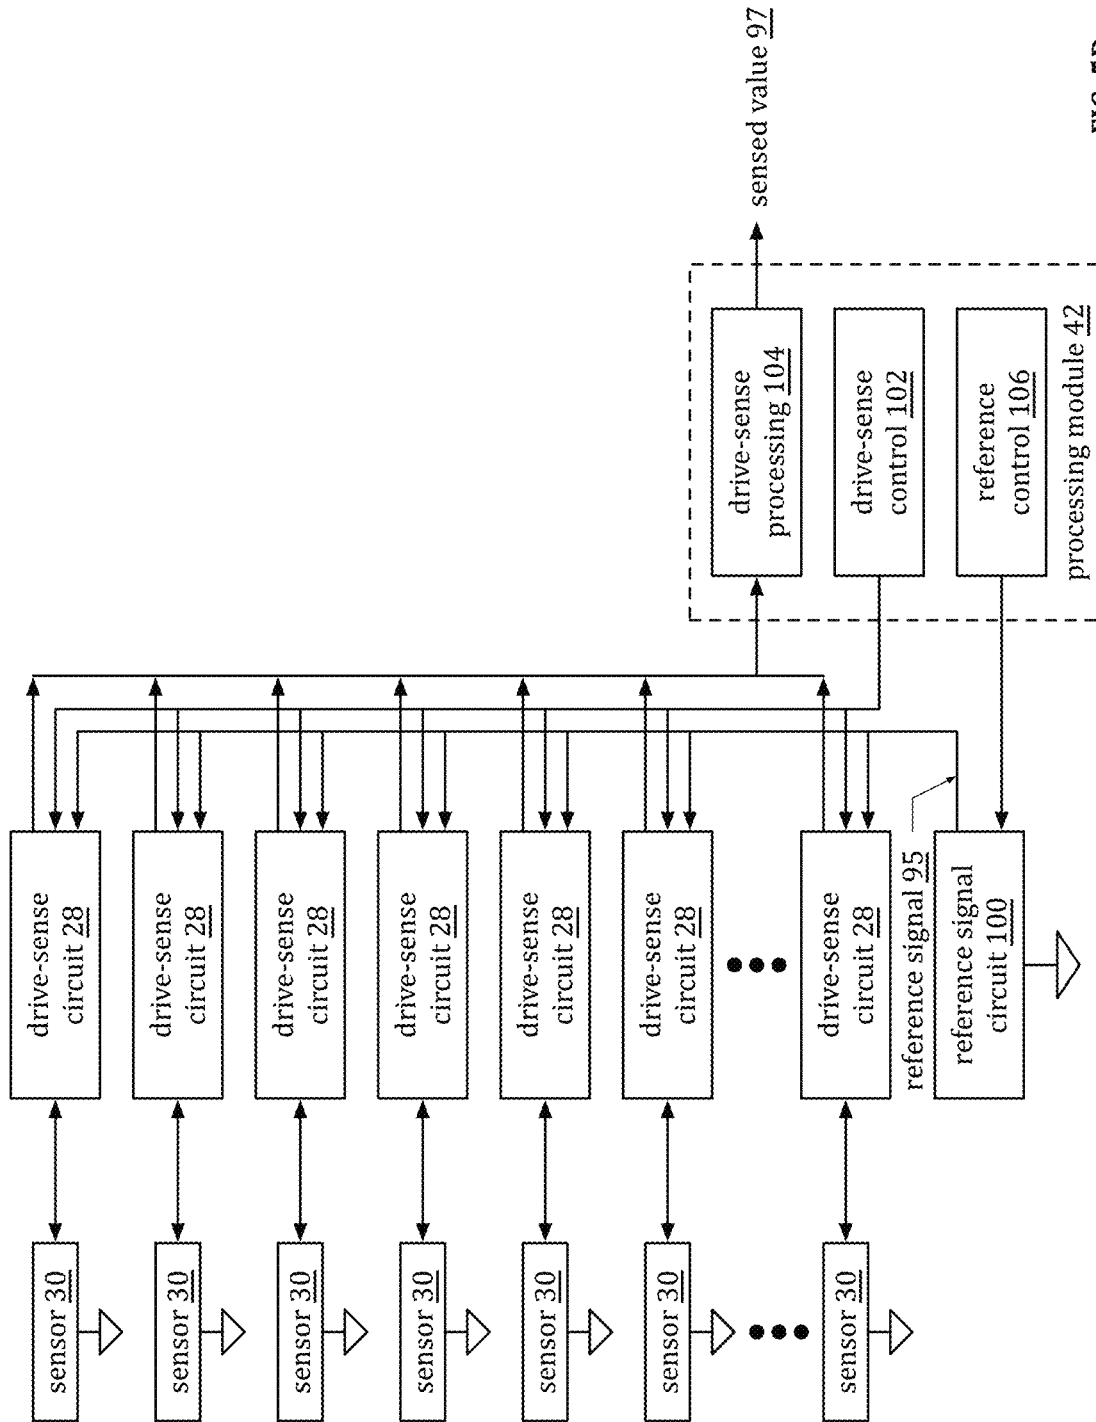 sensor 30
drive-sense
circuit 28
sensor 30
drive-sense
circuit 28
sensor 30
drive-sense
circuit 28
sensor 30
drive-sense
circuit 28
sensor 30
drive-sense
circuit 28
sensor 30
drive-sense
circuit 28
sensor 30
drive-sense
circuit 28
reference signal 95
reference signal
circuit 100
drive-sense
processing 104
sensed value 97
drive-sense
control 102
reference
control 106
processing module 42